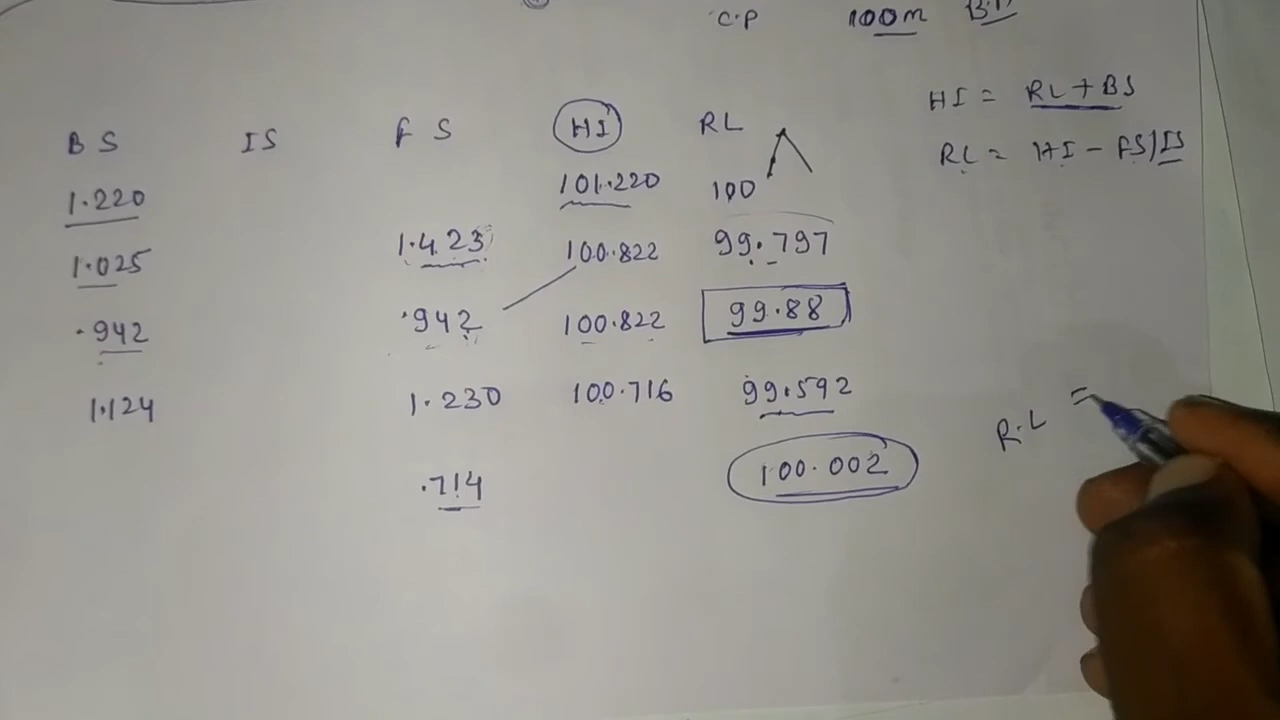 C.P 100m
HI = RL + BS
RL = HI - FS/IS
BS IS FS HI RL
1.220 101.220 100
1.025 1.423 100.822 99.797
.942 .942 100.822 99.88
1.124 1.230 100.716 99.592
.714 100.002
R.L =